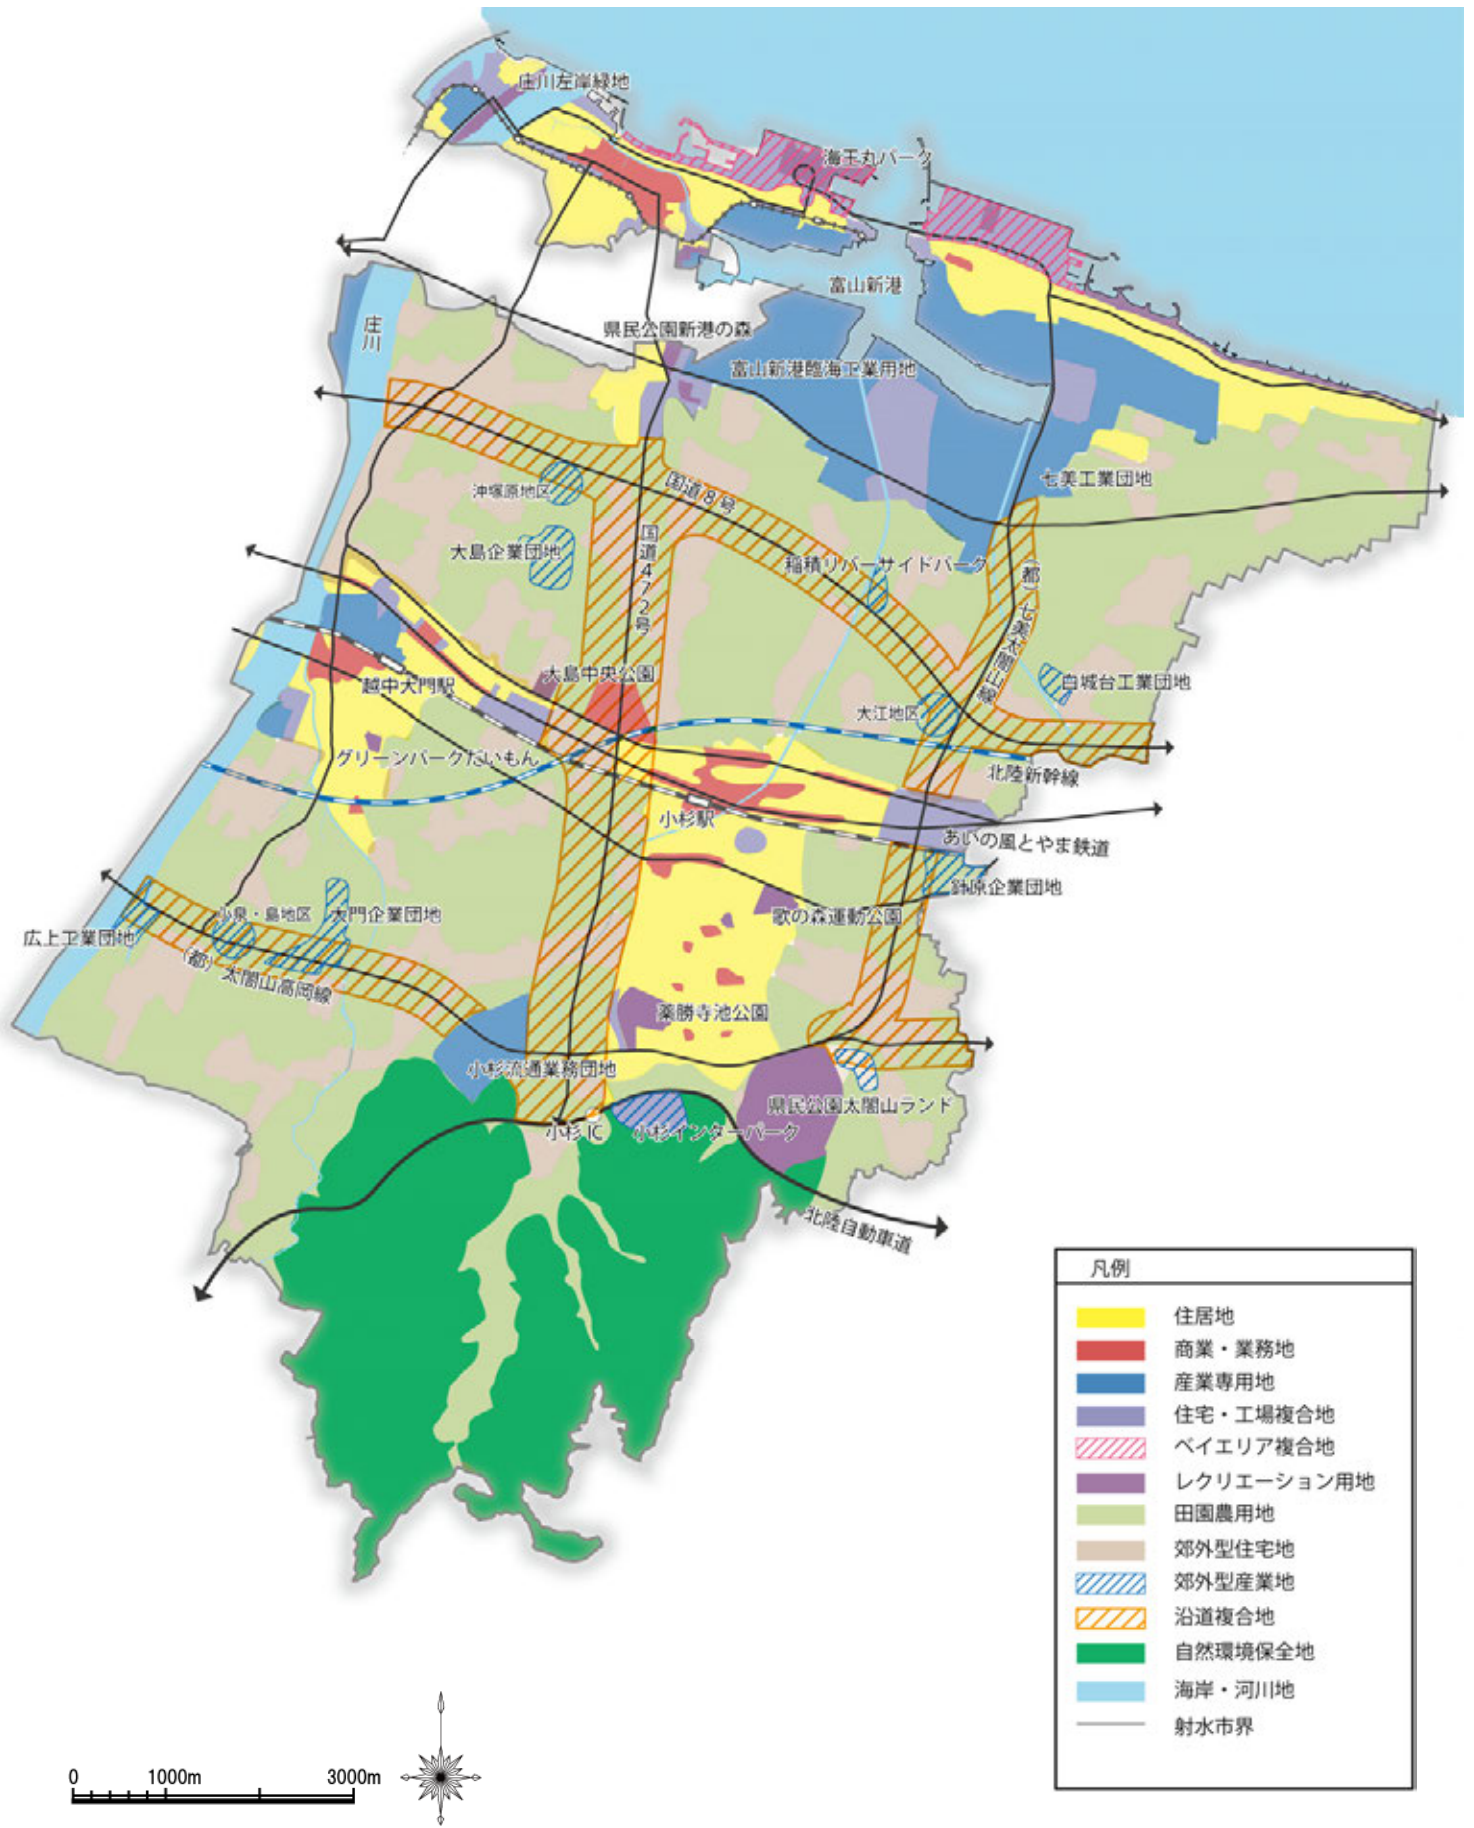 庄川左岸緑地
海王丸パーク
富山新港
庄川
県民公園新港の森
富山新港臨海工業用地
七美工業団地
国道8号
沖塚原地区
大島企業団地
国道472号
稲積リバーサイドパーク
(都)七美太閤山線
大島中央公園
越中大門駅
白城台工業団地
大江地区
グリーンパークだいもん
北陸新幹線
小杉駅
あいの風とやま鉄道
鉾原企業団地
小泉・島地区
大門企業団地
歌の森運動公園
広上工業団地
(都)太閤山高岡線
薬勝寺池公園
小杉流通業務団地
県民公園太閤山ランド
小杉IC
小杉インターパーク
北陸自動車道
凡例
住居地
商業・業務地
産業専用地
住宅・工場複合地
ベイエリア複合地
レクリエーション用地
田園農用地
郊外型住宅地
郊外型産業地
沿道複合地
自然環境保全地
海岸・河川地
射水市界
0 1000m 3000m